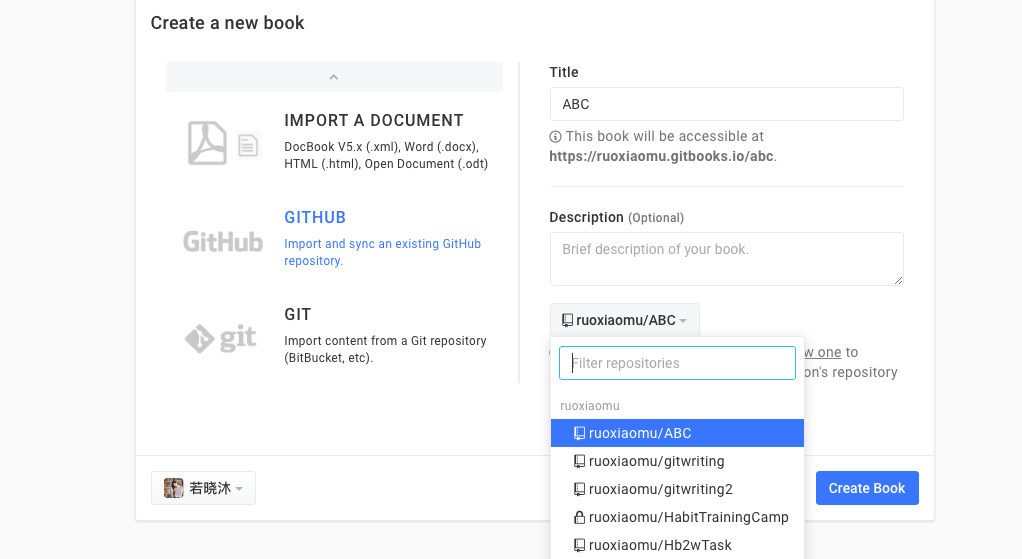 Create a new book
IMPORT A DOCUMENT
DocBook V5.x (.xml), Word (.docx),
HTML (.html), Open Document (.odt)
GitHub
GITHUB
Import and sync an existing GitHub
repository.
git
GIT
Import content from a Git repository
(BitBucket, etc).
Title
ABC
This book will be accessible at
https://ruoxiaomu.gitbooks.io/abc.
Description (Optional)
Brief description of your book.
ruoxiaomu/ABC
w one to
on's repository
Filter repositories
ruoxiaomu
ruoxiaomu/ABC
ruoxiaomu/gitwriting
ruoxiaomu/gitwriting2
ruoxiaomu/HabitTrainingCamp
ruoxiaomu/Hb2wTask
若晓沐
Create Book